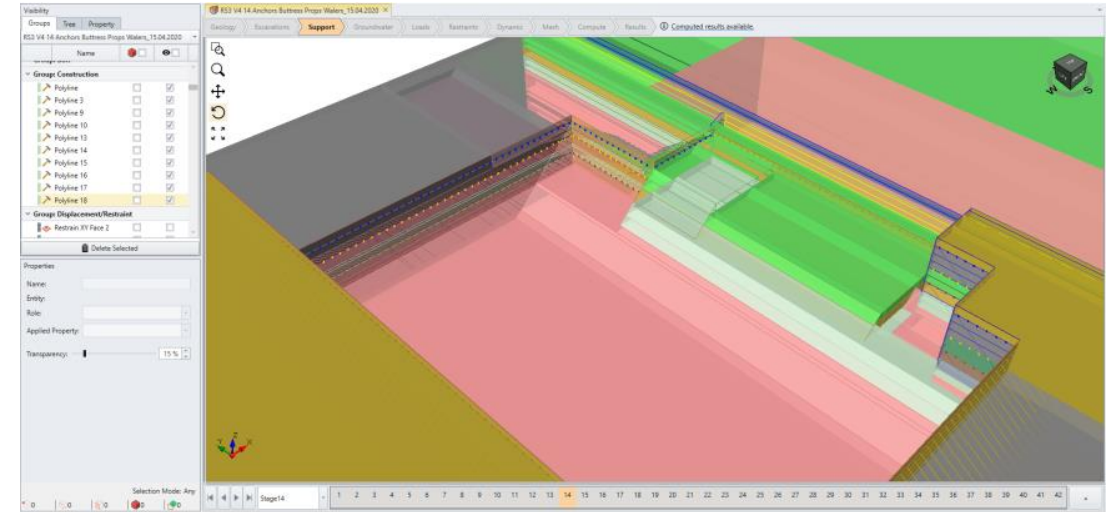 Visibility
Groups Tree Property
RS3 V4 14 Anchors Buttress Props Walers_15.04.2020
Name
Group: Construction
Polyline
Polyline 3
Polyline 9
Polyline 10
Polyline 13
Polyline 14
Polyline 15
Polyline 16
Polyline 17
Polyline 18
Group: Displacement/Restraint
Restrain XY Face 2
Delete Selected
Properties
Name:
Entity:
Role:
Applied Property:
Transparency: 15 %
Selection Mode: Any
0 0 0 0 0
RS3 V4 14 Anchors Buttress Props Walers_15.04.2020
Geology Excavations Support Groundwater Loads Restraints Dynamic Mesh Compute Results Computed results available.
W S
Z Y X
Stage14 1 2 3 4 5 6 7 8 9 10 11 12 13 14 15 16 17 18 19 20 21 22 23 24 25 26 27 28 29 30 31 32 33 34 35 36 37 38 39 40 41 42